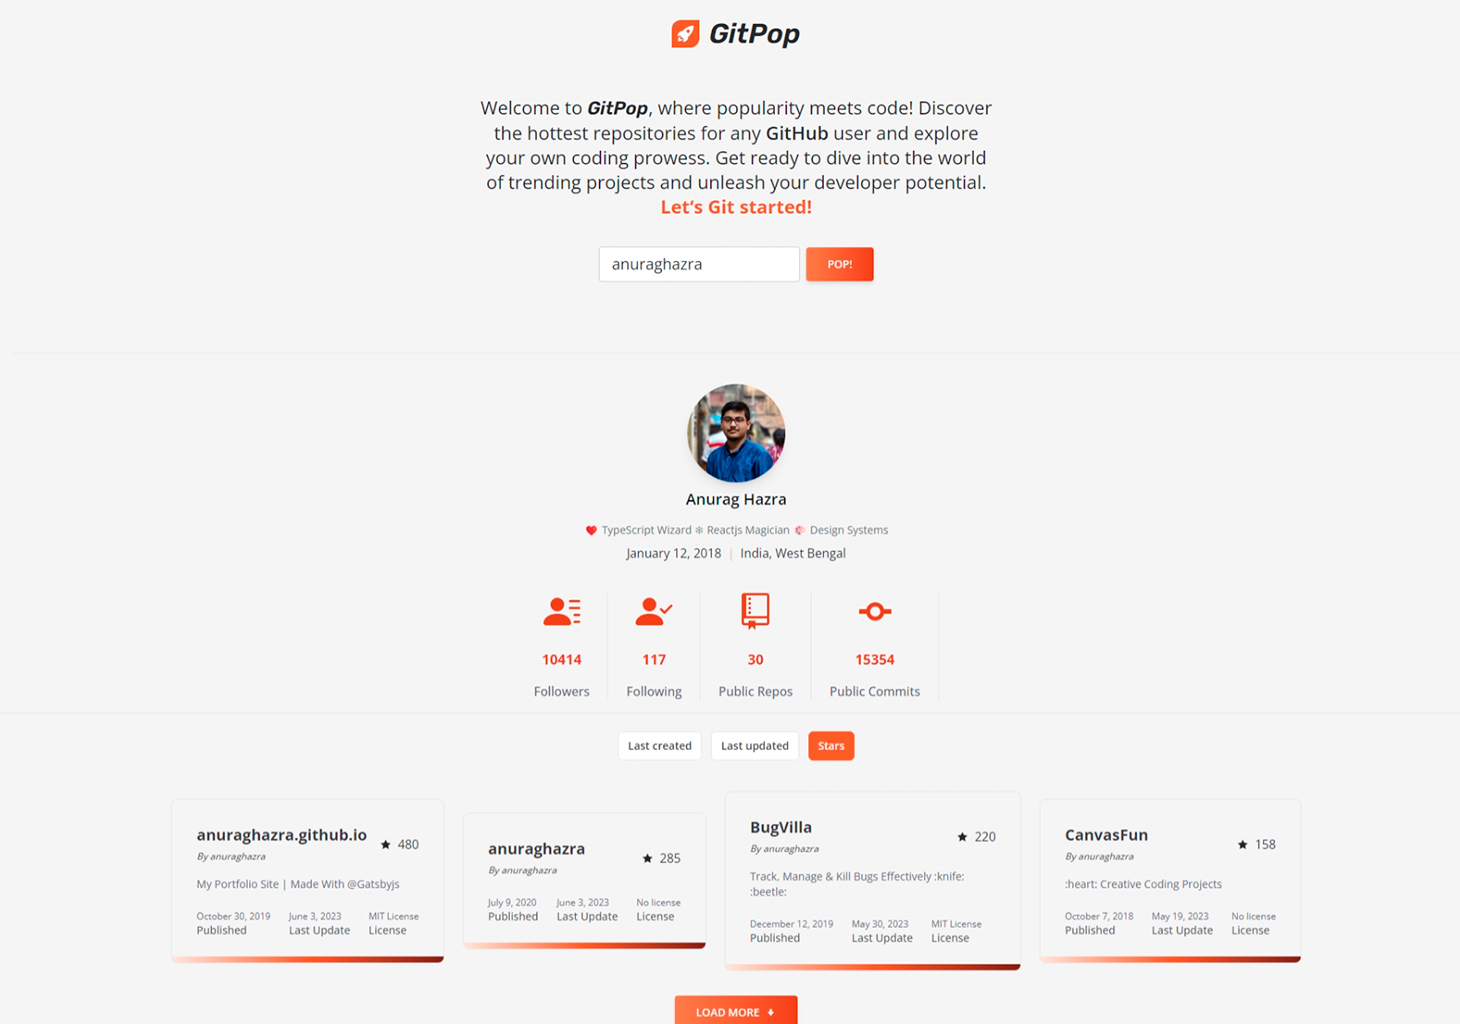 GitPop
Welcome to GitPop, where popularity meets code! Discover
the hottest repositories for any GitHub user and explore
your own coding prowess. Get ready to dive into the world
of trending projects and unleash your developer potential.
Let's Git started!
anuraghazra
POP!
Anurag Hazra
❤️ TypeScript Wizard ⚛ Reactjs Magician 🎨 Design Systems
January 12, 2018 | India, West Bengal
10414
Followers
117
Following
30
Public Repos
15354
Public Commits
Last created
Last updated
Stars
anuraghazra.github.io
★ 480
By anuraghazra
My Portfolio Site | Made With @Gatsbyjs
October 30, 2019 June 3, 2023 MIT License
Published Last Update License
anuraghazra
★ 285
By anuraghazra
July 9, 2020 June 3, 2023 No license
Published Last Update License
BugVilla
★ 220
By anuraghazra
Track, Manage & Kill Bugs Effectively :knife:
:beetle:
December 12, 2019 May 30, 2023 MIT License
Published Last Update License
CanvasFun
★ 158
By anuraghazra
:heart: Creative Coding Projects
October 7, 2018 May 19, 2023 No license
Published Last Update License
LOAD MORE